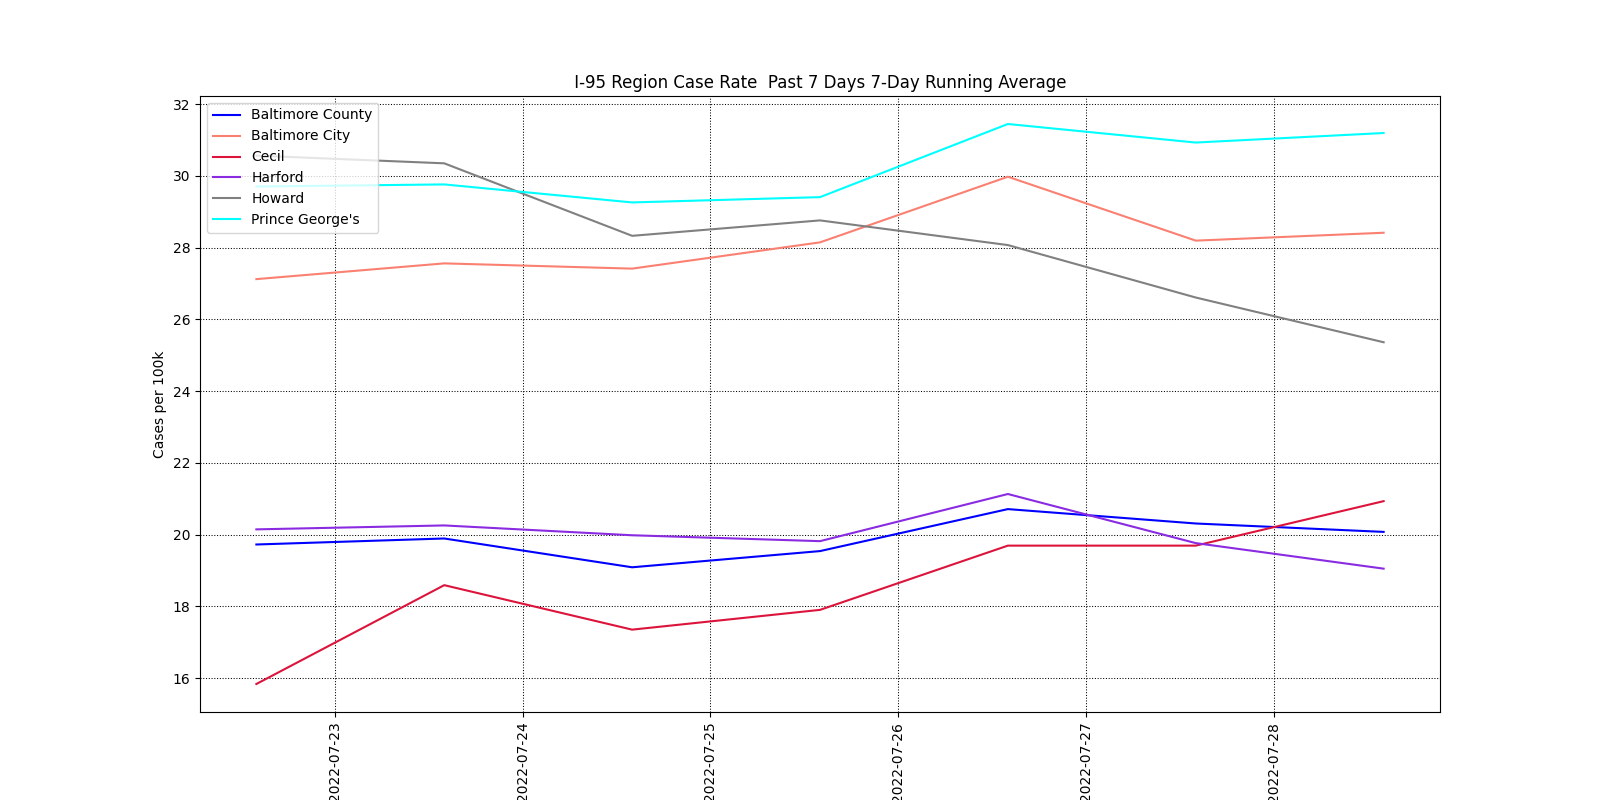 I-95 Region Case Rate  Past 7 Days 7-Day Running Average
Baltimore County
Baltimore City
Cecil
Harford
Howard
Prince George's
Cases per 100k
32
30
28
26
24
22
20
18
16
2022-07-23
2022-07-24
2022-07-25
2022-07-26
2022-07-27
2022-07-28